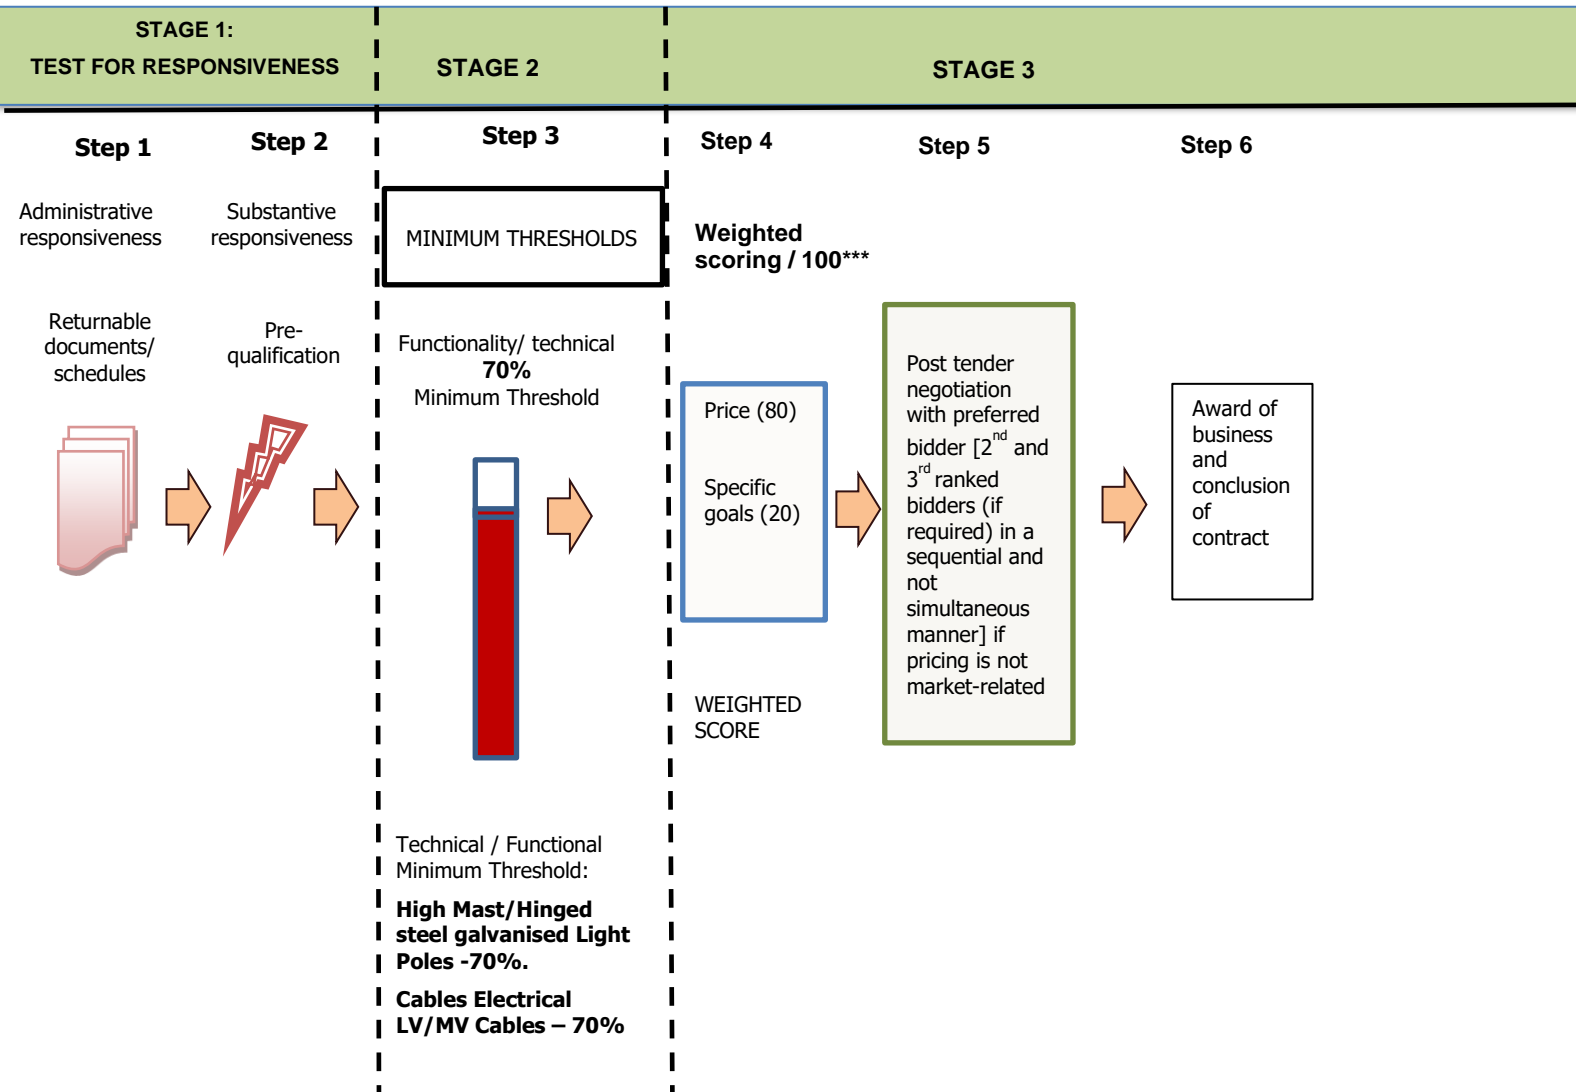 STAGE 1:
TEST FOR RESPONSIVENESS
STAGE 2
STAGE 3
Step 1
Step 2
Step 3
Step 4
Step 5
Step 6
Administrative
responsiveness
Substantive
responsiveness
MINIMUM THRESHOLDS
Weighted
scoring / 100***
Returnable
documents/
schedules
Pre-
qualification
Functionality/ technical
70%
Minimum Threshold
Price (80)
Specific
goals (20)
WEIGHTED
SCORE
Post tender
negotiation
with preferred
bidder [2nd and
3rd ranked
bidders (if
required) in a
sequential and
not
simultaneous
manner] if
pricing is not
market-related
Award of
business
and
conclusion
of
contract
Technical / Functional
Minimum Threshold:
High Mast/Hinged
steel galvanised Light
Poles -70%.
Cables Electrical
LV/MV Cables – 70%